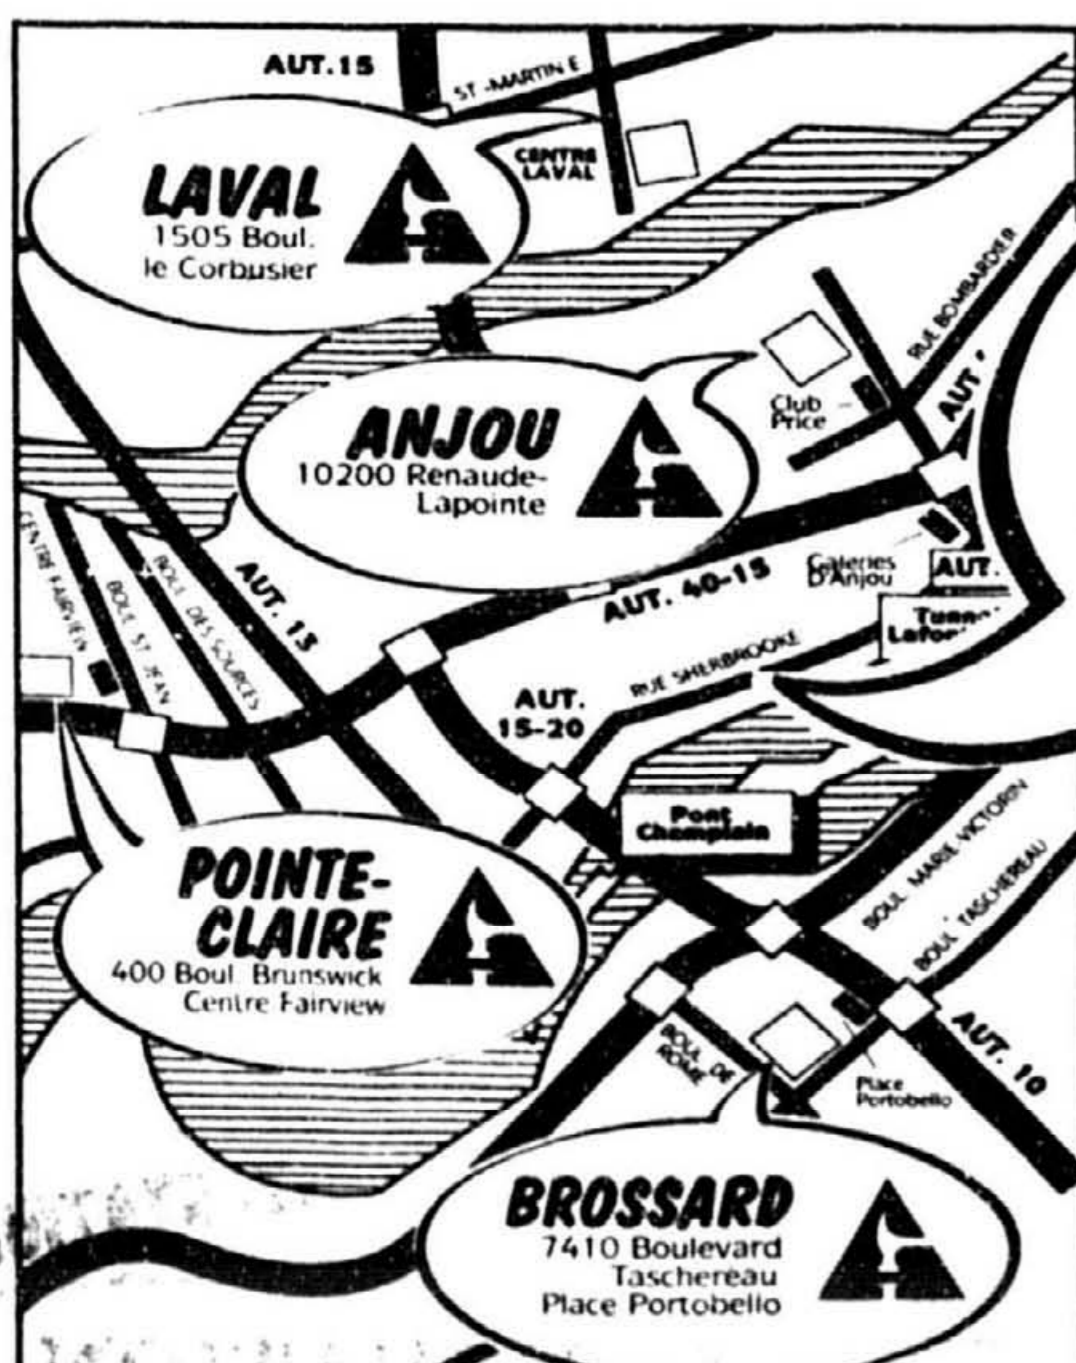 AUT. 15
ST-MARTIN E
CENTRE
LAVAL
LAVAL
1505 Boul.
le Corbusier
RUE BOMBARDIER
Club
Price
AUT
ANJOU
10200 Renaude-
Lapointe
AUT. 40-15
Galeries
D'Anjou
AUT.
Lafon
CENTRE FAIRVIEW
BOUL ST JEAN
BOUL DES SOURCES
AUT. 13
RUE SHERBROOKE
AUT.
15-20
Pont
Champlain
BOUL MARIE-VICTORIN
BOUL TASCHEREAU
POINTE-
CLAIRE
400 Boul. Brunswick
Centre Fairview
BOUL DE
ROME
AUT. 10
Place
Portobello
BROSSARD
7410 Boulevard
Taschereau
Place Portobello